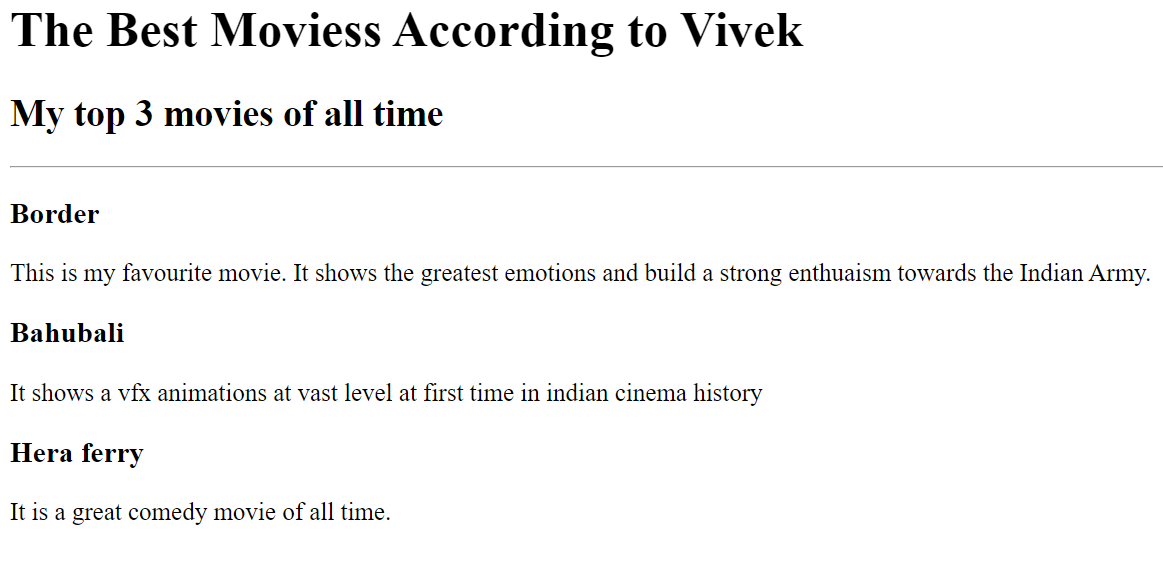 The Best Moviess According to Vivek
My top 3 movies of all time
Border
This is my favourite movie. It shows the greatest emotions and build a strong enthuaism towards the Indian Army.
Bahubali
It shows a vfx animations at vast level at first time in indian cinema history
Hera ferry
It is a great comedy movie of all time.